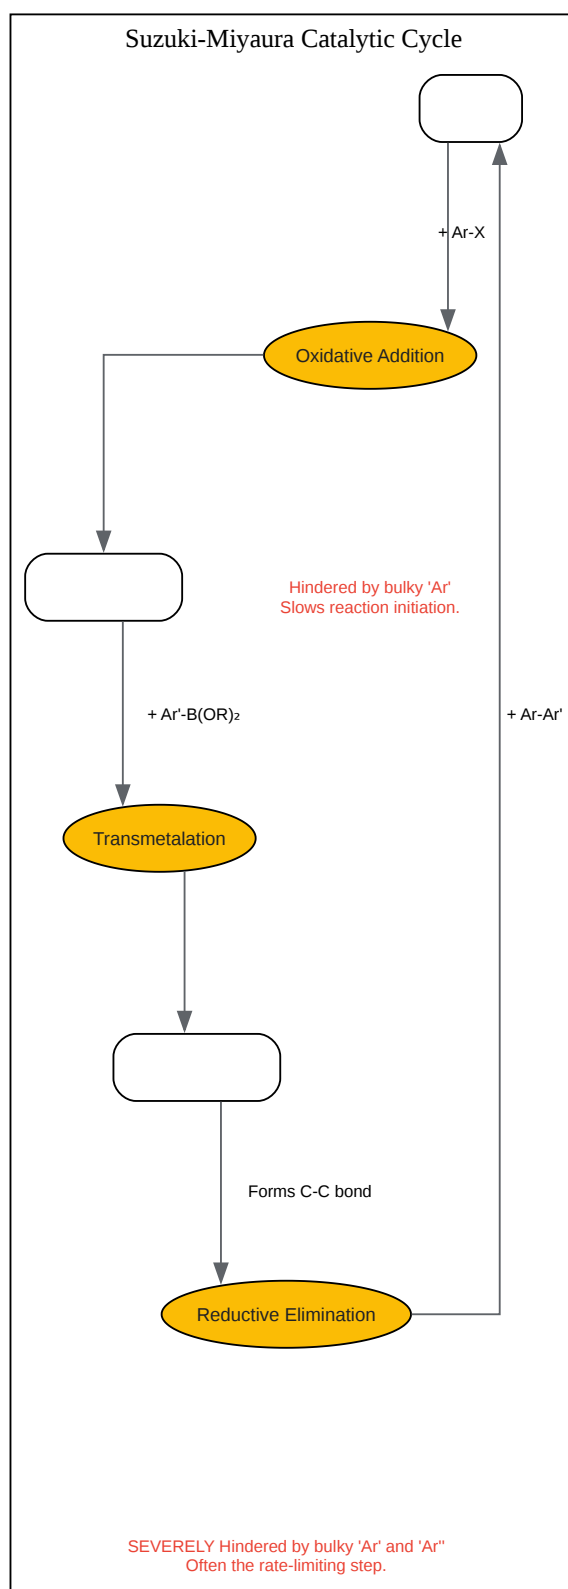 Suzuki-Miyaura Catalytic Cycle
+ Ar-X
Oxidative Addition
Hindered by bulky 'Ar'
Slows reaction initiation.
+ Ar'-B(OR)₂
+ Ar-Ar'
Transmetalation
Forms C-C bond
Reductive Elimination
SEVERELY Hindered by bulky 'Ar' and 'Ar''
Often the rate-limiting step.